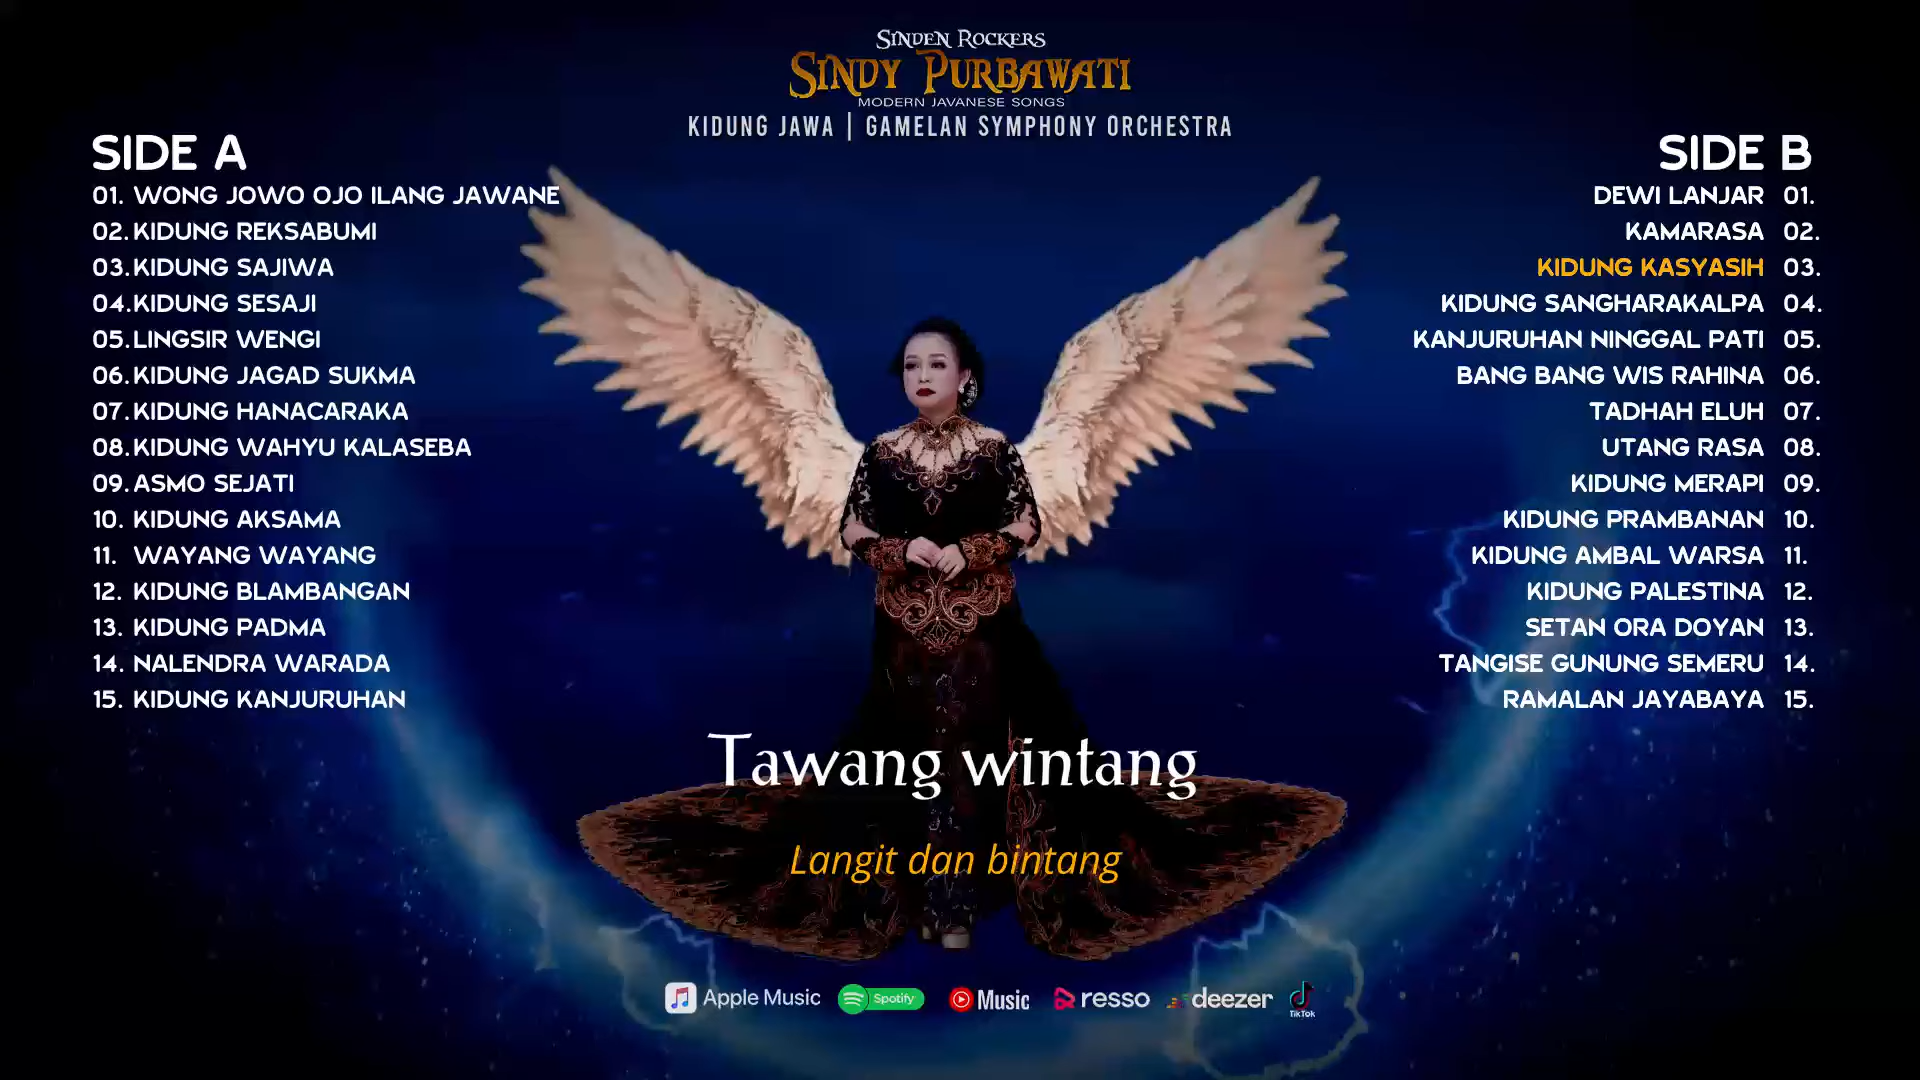 SINDEN ROCKERS
SINDY PURBAWATI
MODERN JAVANESE SONGS
KIDUNG JAWA | GAMELAN SYMPHONY ORCHESTRA
SIDE A
01. WONG JOWO OJO ILANG JAWANE
02. KIDUNG REKSABUMI
03. KIDUNG SAJIWA
04. KIDUNG SESAJI
05. LINGSIR WENGI
06. KIDUNG JAGAD SUKMA
07. KIDUNG HANACARAKA
08. KIDUNG WAHYU KALASEBA
09. ASMO SEJATI
10. KIDUNG AKSAMA
11. WAYANG WAYANG
12. KIDUNG BLAMBANGAN
13. KIDUNG PADMA
14. NALENDRA WARADA
15. KIDUNG KANJURUHAN
SIDE B
DEWI LANJAR 01.
KAMARASA 02.
KIDUNG KASYASIH 03.
KIDUNG SANGHARAKALPA 04.
KANJURUHAN NINGGAL PATI 05.
BANG BANG WIS RAHINA 06.
TADHAH ELUH 07.
UTANG RASA 08.
KIDUNG MERAPI 09.
KIDUNG PRAMBANAN 10.
KIDUNG AMBAL WARSA 11.
KIDUNG PALESTINA 12.
SETAN ORA DOYAN 13.
TANGISE GUNUNG SEMERU 14.
RAMALAN JAYABAYA 15.
Tawang wintang
Langit dan bintang
Apple Music Spotify Music resso deezer TikTok